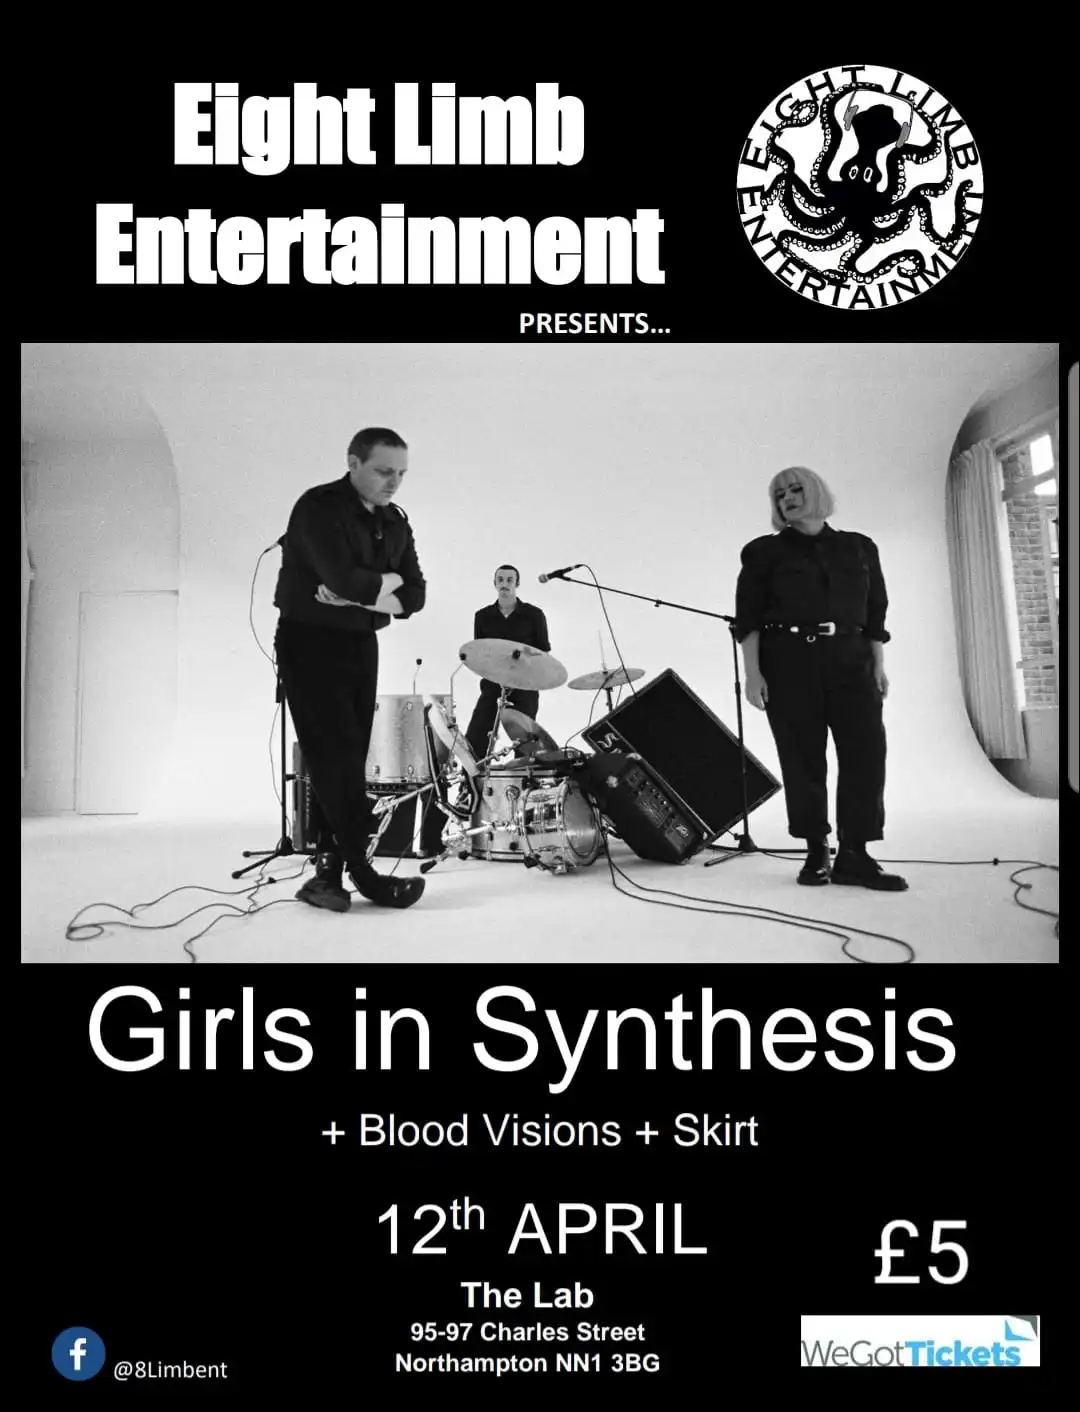 Eight Limb
Entertainment
EIGHT LIMB
ENTERTAINMENT
PRESENTS...
Girls in Synthesis
+ Blood Visions + Skirt
12th APRIL
£5
The Lab
95-97 Charles Street
Northampton NN1 3BG
f @8Limbent
WeGotTickets